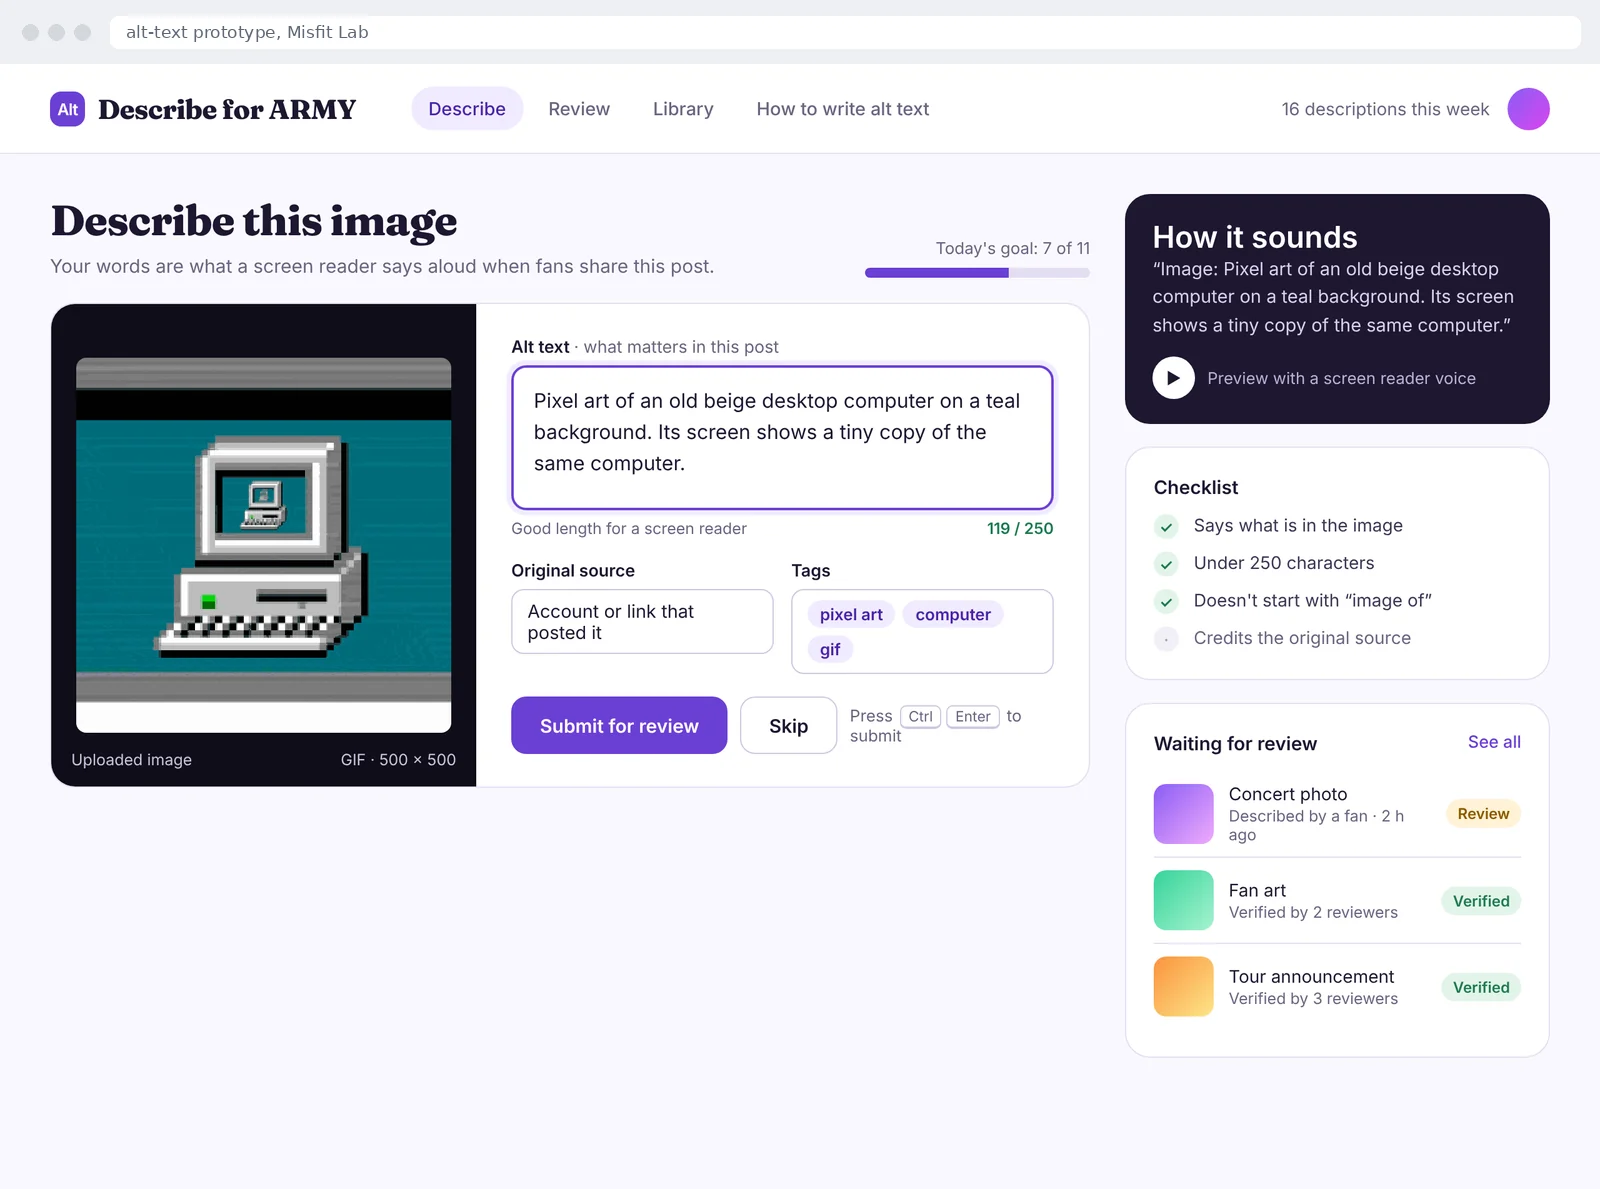 alt-text prototype, Misfit Lab
Alt
Describe for ARMY
Describe
Review
Library
How to write alt text
16 descriptions this week
Describe this image
Your words are what a screen reader says aloud when fans share this post.
Today's goal: 7 of 11
Uploaded image
GIF · 500 × 500
Alt text · what matters in this post
Pixel art of an old beige desktop computer on a teal
background. Its screen shows a tiny copy of the
same computer.
Good length for a screen reader
119 / 250
Original source
Account or link that
posted it
Tags
pixel art
computer
gif
Submit for review
Skip
Press Ctrl Enter to
submit
How it sounds
“Image: Pixel art of an old beige desktop
computer on a teal background. Its screen
shows a tiny copy of the same computer.”
Preview with a screen reader voice
Checklist
Says what is in the image
Under 250 characters
Doesn't start with “image of”
Credits the original source
Waiting for review
See all
Concert photo
Described by a fan · 2 h
ago
Review
Fan art
Verified by 2 reviewers
Verified
Tour announcement
Verified by 3 reviewers
Verified